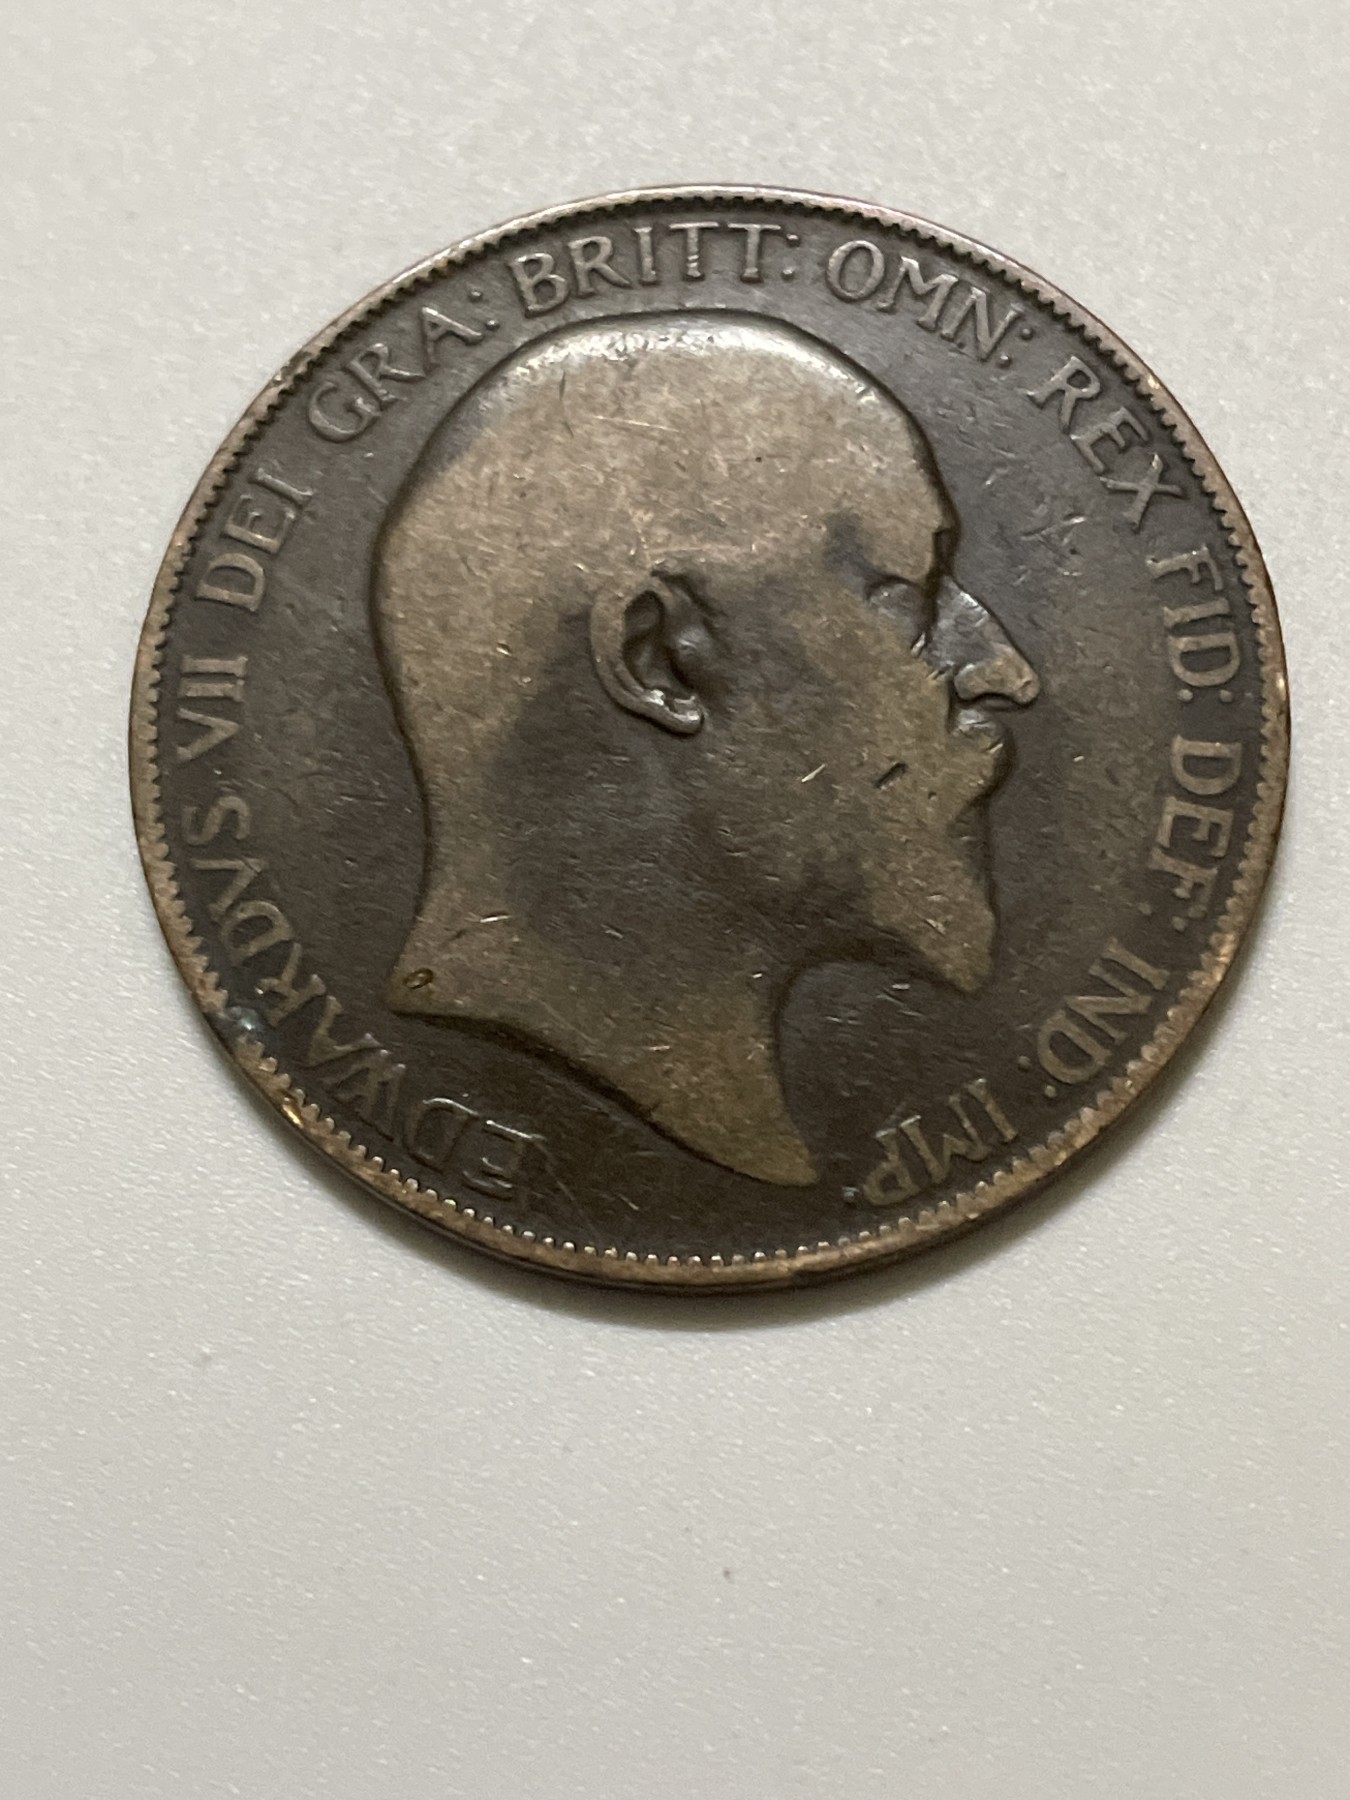 EDWARDVS VII DEI GRA: BRITT: OMN: REX FID: DEF: IND: IMP: